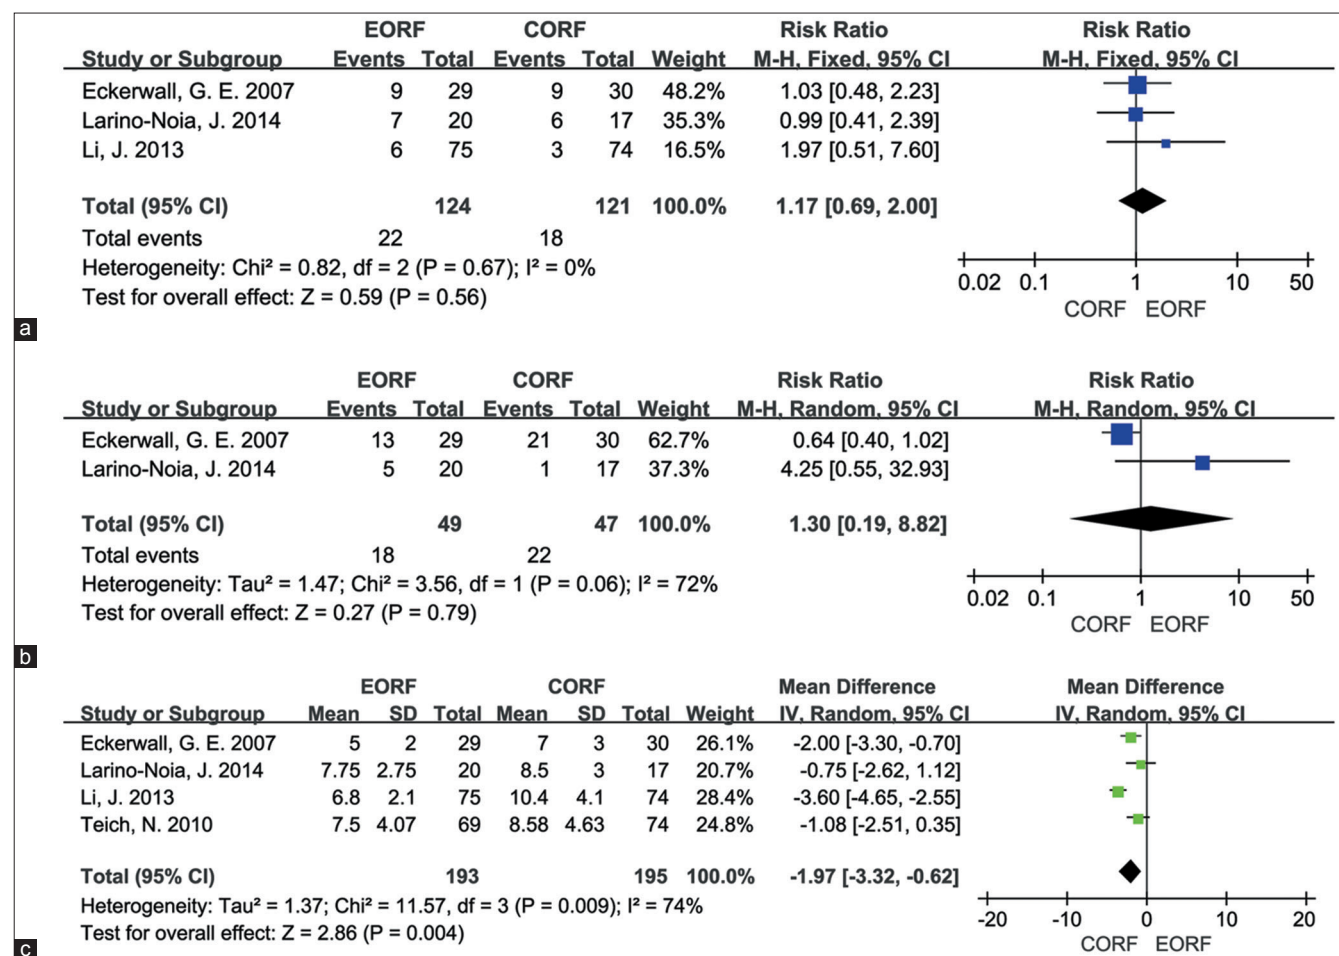 EORF CORF Risk Ratio Risk Ratio
Study or Subgroup Events Total Events Total Weight M-H, Fixed, 95% CI M-H, Fixed, 95% CI
Eckerwall, G. E. 2007 9 29 9 30 48.2% 1.03 [0.48, 2.23]
Larino-Noia, J. 2014 7 20 6 17 35.3% 0.99 [0.41, 2.39]
Li, J. 2013 6 75 3 74 16.5% 1.97 [0.51, 7.60]
Total (95% CI) 124 121 100.0% 1.17 [0.69, 2.00]
Total events 22 18
Heterogeneity: Chi² = 0.82, df = 2 (P = 0.67); I² = 0%
Test for overall effect: Z = 0.59 (P = 0.56)
0.02 0.1 1 10 50
CORF EORF
a
EORF CORF Risk Ratio Risk Ratio
Study or Subgroup Events Total Events Total Weight M-H, Random, 95% CI M-H, Random, 95% CI
Eckerwall, G. E. 2007 13 29 21 30 62.7% 0.64 [0.40, 1.02]
Larino-Noia, J. 2014 5 20 1 17 37.3% 4.25 [0.55, 32.93]
Total (95% CI) 49 47 100.0% 1.30 [0.19, 8.82]
Total events 18 22
Heterogeneity: Tau² = 1.47; Chi² = 3.56, df = 1 (P = 0.06); I² = 72%
Test for overall effect: Z = 0.27 (P = 0.79)
0.02 0.1 1 10 50
CORF EORF
b
EORF CORF Mean Difference Mean Difference
Study or Subgroup Mean SD Total Mean SD Total Weight IV, Random, 95% CI IV, Random, 95% CI
Eckerwall, G. E. 2007 5 2 29 7 3 30 26.1% -2.00 [-3.30, -0.70]
Larino-Noia, J. 2014 7.75 2.75 20 8.5 3 17 20.7% -0.75 [-2.62, 1.12]
Li, J. 2013 6.8 2.1 75 10.4 4.1 74 28.4% -3.60 [-4.65, -2.55]
Teich, N. 2010 7.5 4.07 69 8.58 4.63 74 24.8% -1.08 [-2.51, 0.35]
Total (95% CI) 193 195 100.0% -1.97 [-3.32, -0.62]
Heterogeneity: Tau² = 1.37; Chi² = 11.57, df = 3 (P = 0.009); I² = 74%
Test for overall effect: Z = 2.86 (P = 0.004)
-20 -10 0 10 20
CORF EORF
c